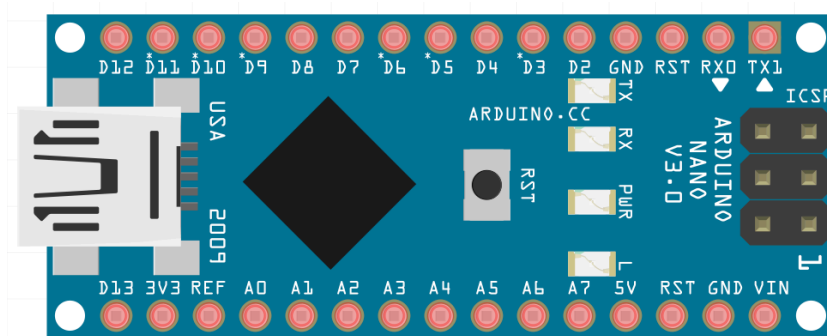 D12 *D11 *D10 *D9 D8 D7 *D6 *D5 D4 *D3 D2 GND RST RX0 TX1
TX
ICSP
USA
ARDUINO.CC
RX
ARDUINO
NANO
V3.0
RST
PWR
2009
L
1
D13 3V3 REF A0 A1 A2 A3 A4 A5 A6 A7 5V RST GND VIN